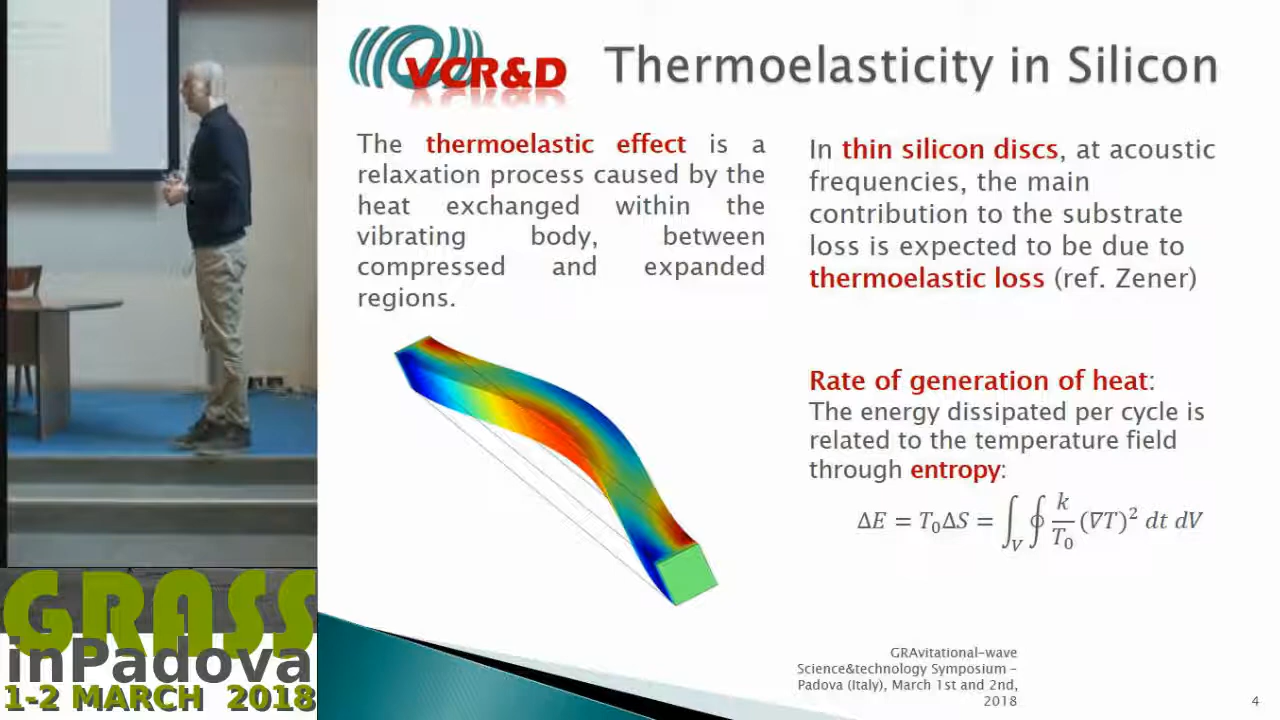 VCR&D
Thermoelasticity in Silicon
The thermoelastic effect is a
relaxation process caused by the
heat exchanged within the
vibrating body, between
compressed and expanded
regions.
In thin silicon discs, at acoustic
frequencies, the main
contribution to the substrate
loss is expected to be due to
thermoelastic loss (ref. Zener)
Rate of generation of heat:
The energy dissipated per cycle is
related to the temperature field
through entropy:
ΔE = T₀ΔS = ∫_V ∮ k/T₀ (∇T)² dt dV
GRAvitational-wave
Science&technology Symposium –
Padova (Italy), March 1st and 2nd,
2018
4
GRASS
inPadova
1-2 MARCH 2018